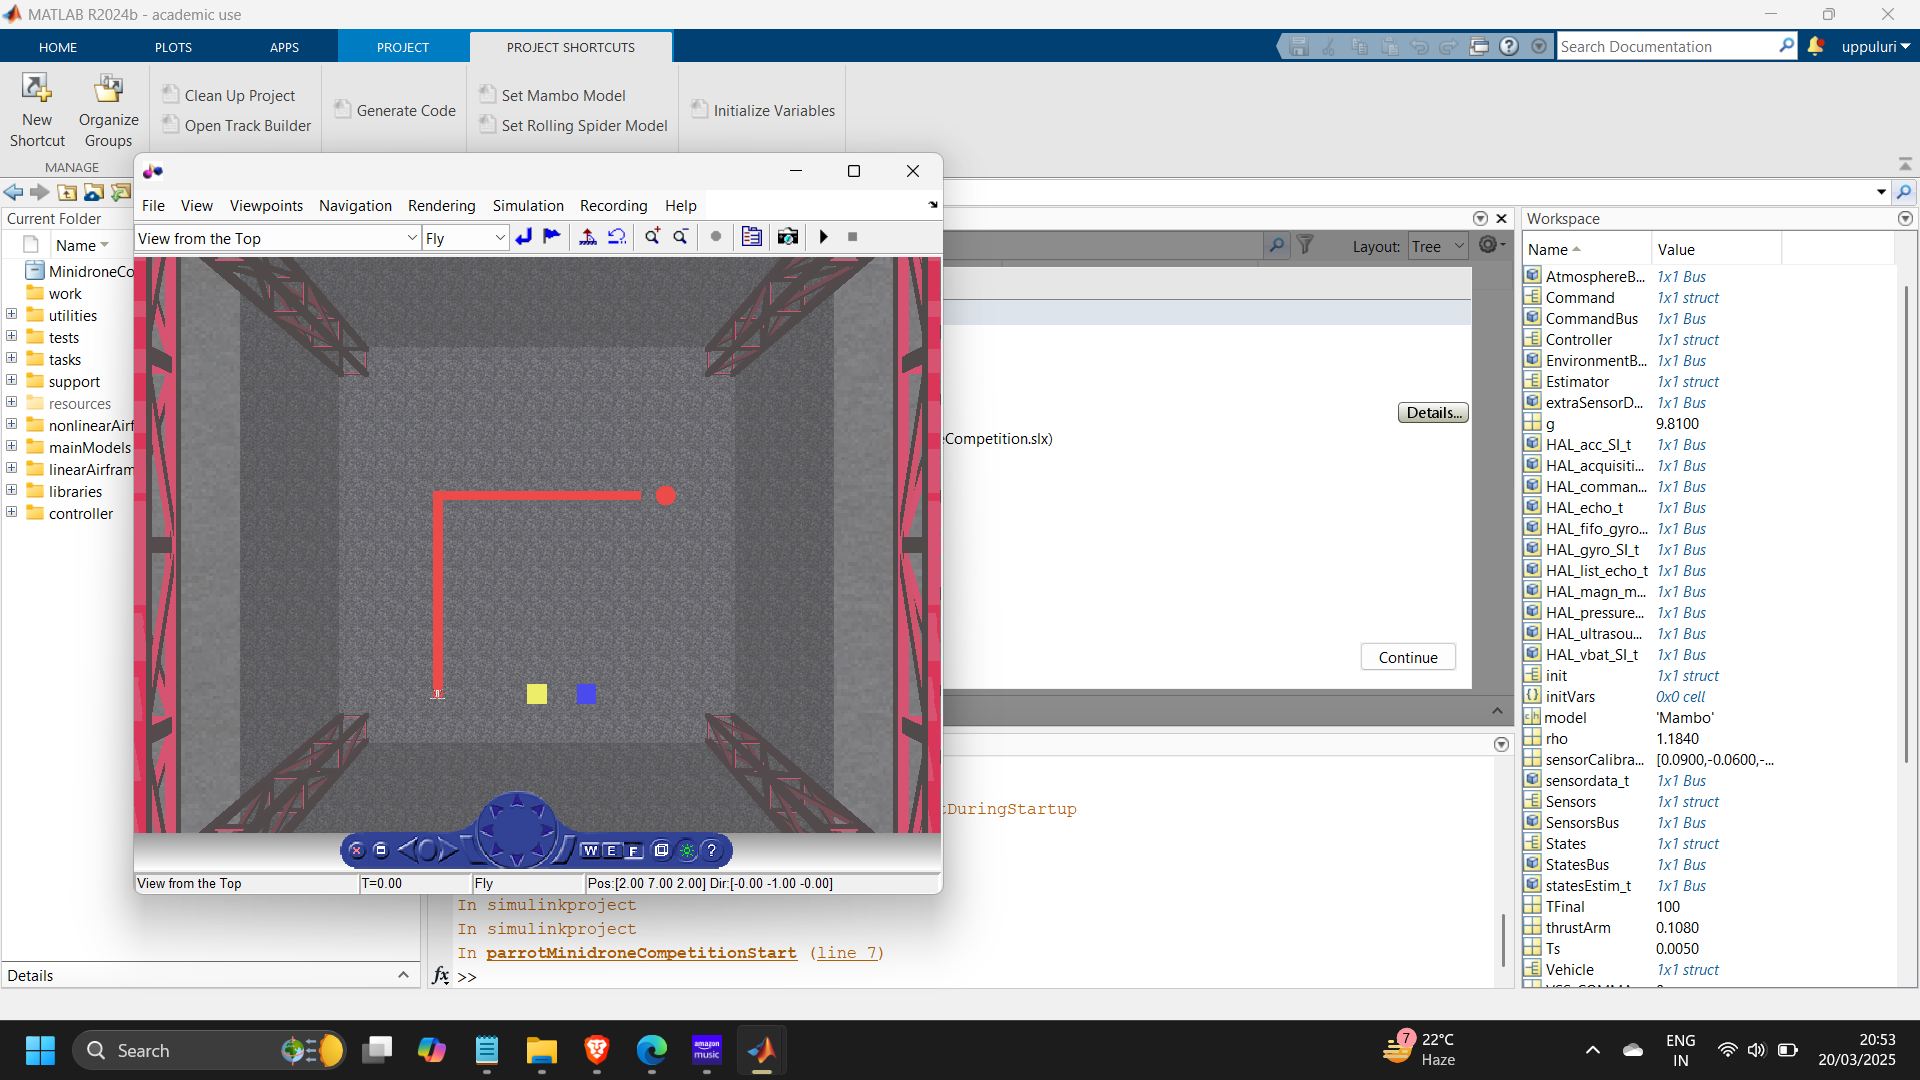 MATLAB R2024b - academic use
HOME
PLOTS
APPS
PROJECT
PROJECT SHORTCUTS
Search Documentation
uppuluri
New Shortcut
Organize Groups
Clean Up Project
Open Track Builder
Generate Code
Set Mambo Model
Set Rolling Spider Model
Initialize Variables
MANAGE
File View Viewpoints Navigation Rendering Simulation Recording Help
View from the Top
Fly
Current Folder
Name
MinidroneCo
work
utilities
tests
tasks
support
resources
nonlinearAirf
mainModels
linearAirfram
libraries
controller
Layout: Tree
Details...
Competition.slx)
Continue
W E F ?
View from the Top T=0.00 Fly Pos:[2.00 7.00 2.00] Dir:[-0.00 -1.00 -0.00]
tDuringStartup
In simulinkproject
In simulinkproject
In parrotMinidroneCompetitionStart (line 7)
fx >>
Details
Workspace
Name Value
AtmosphereB... 1x1 Bus
Command 1x1 struct
CommandBus 1x1 Bus
Controller 1x1 struct
EnvironmentB... 1x1 Bus
Estimator 1x1 struct
extraSensorD... 1x1 Bus
g 9.8100
HAL_acc_SI_t 1x1 Bus
HAL_acquisiti... 1x1 Bus
HAL_comman... 1x1 Bus
HAL_echo_t 1x1 Bus
HAL_fifo_gyro... 1x1 Bus
HAL_gyro_SI_t 1x1 Bus
HAL_list_echo_t 1x1 Bus
HAL_magn_m... 1x1 Bus
HAL_pressure... 1x1 Bus
HAL_ultrasou... 1x1 Bus
HAL_vbat_SI_t 1x1 Bus
init 1x1 struct
initVars 0x0 cell
model 'Mambo'
rho 1.1840
sensorCalibra... [0.0900,-0.0600,-...
sensordata_t 1x1 Bus
Sensors 1x1 struct
SensorsBus 1x1 Bus
States 1x1 struct
StatesBus 1x1 Bus
statesEstim_t 1x1 Bus
TFinal 100
thrustArm 0.1080
Ts 0.0050
Vehicle 1x1 struct
Search
amazon music
7
22°C
Haze
ENG
IN
20:53
20/03/2025